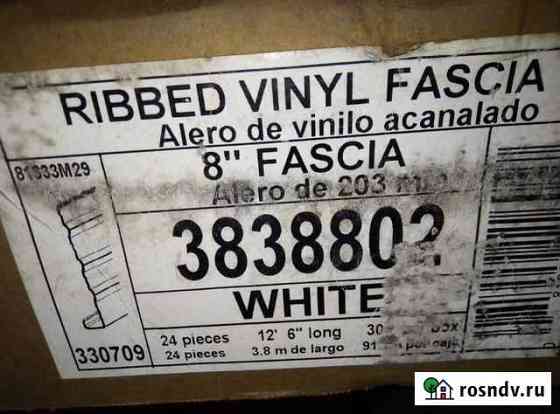 RIBBED VINYL FASCIA
Alero de vinilo acanalado
81333M29
8" FASCIA
Alero de 203
3838802
WHITE
24 pieces 12' 6" long
24 pieces 3.8 m de largo
330709
rosndv.ru